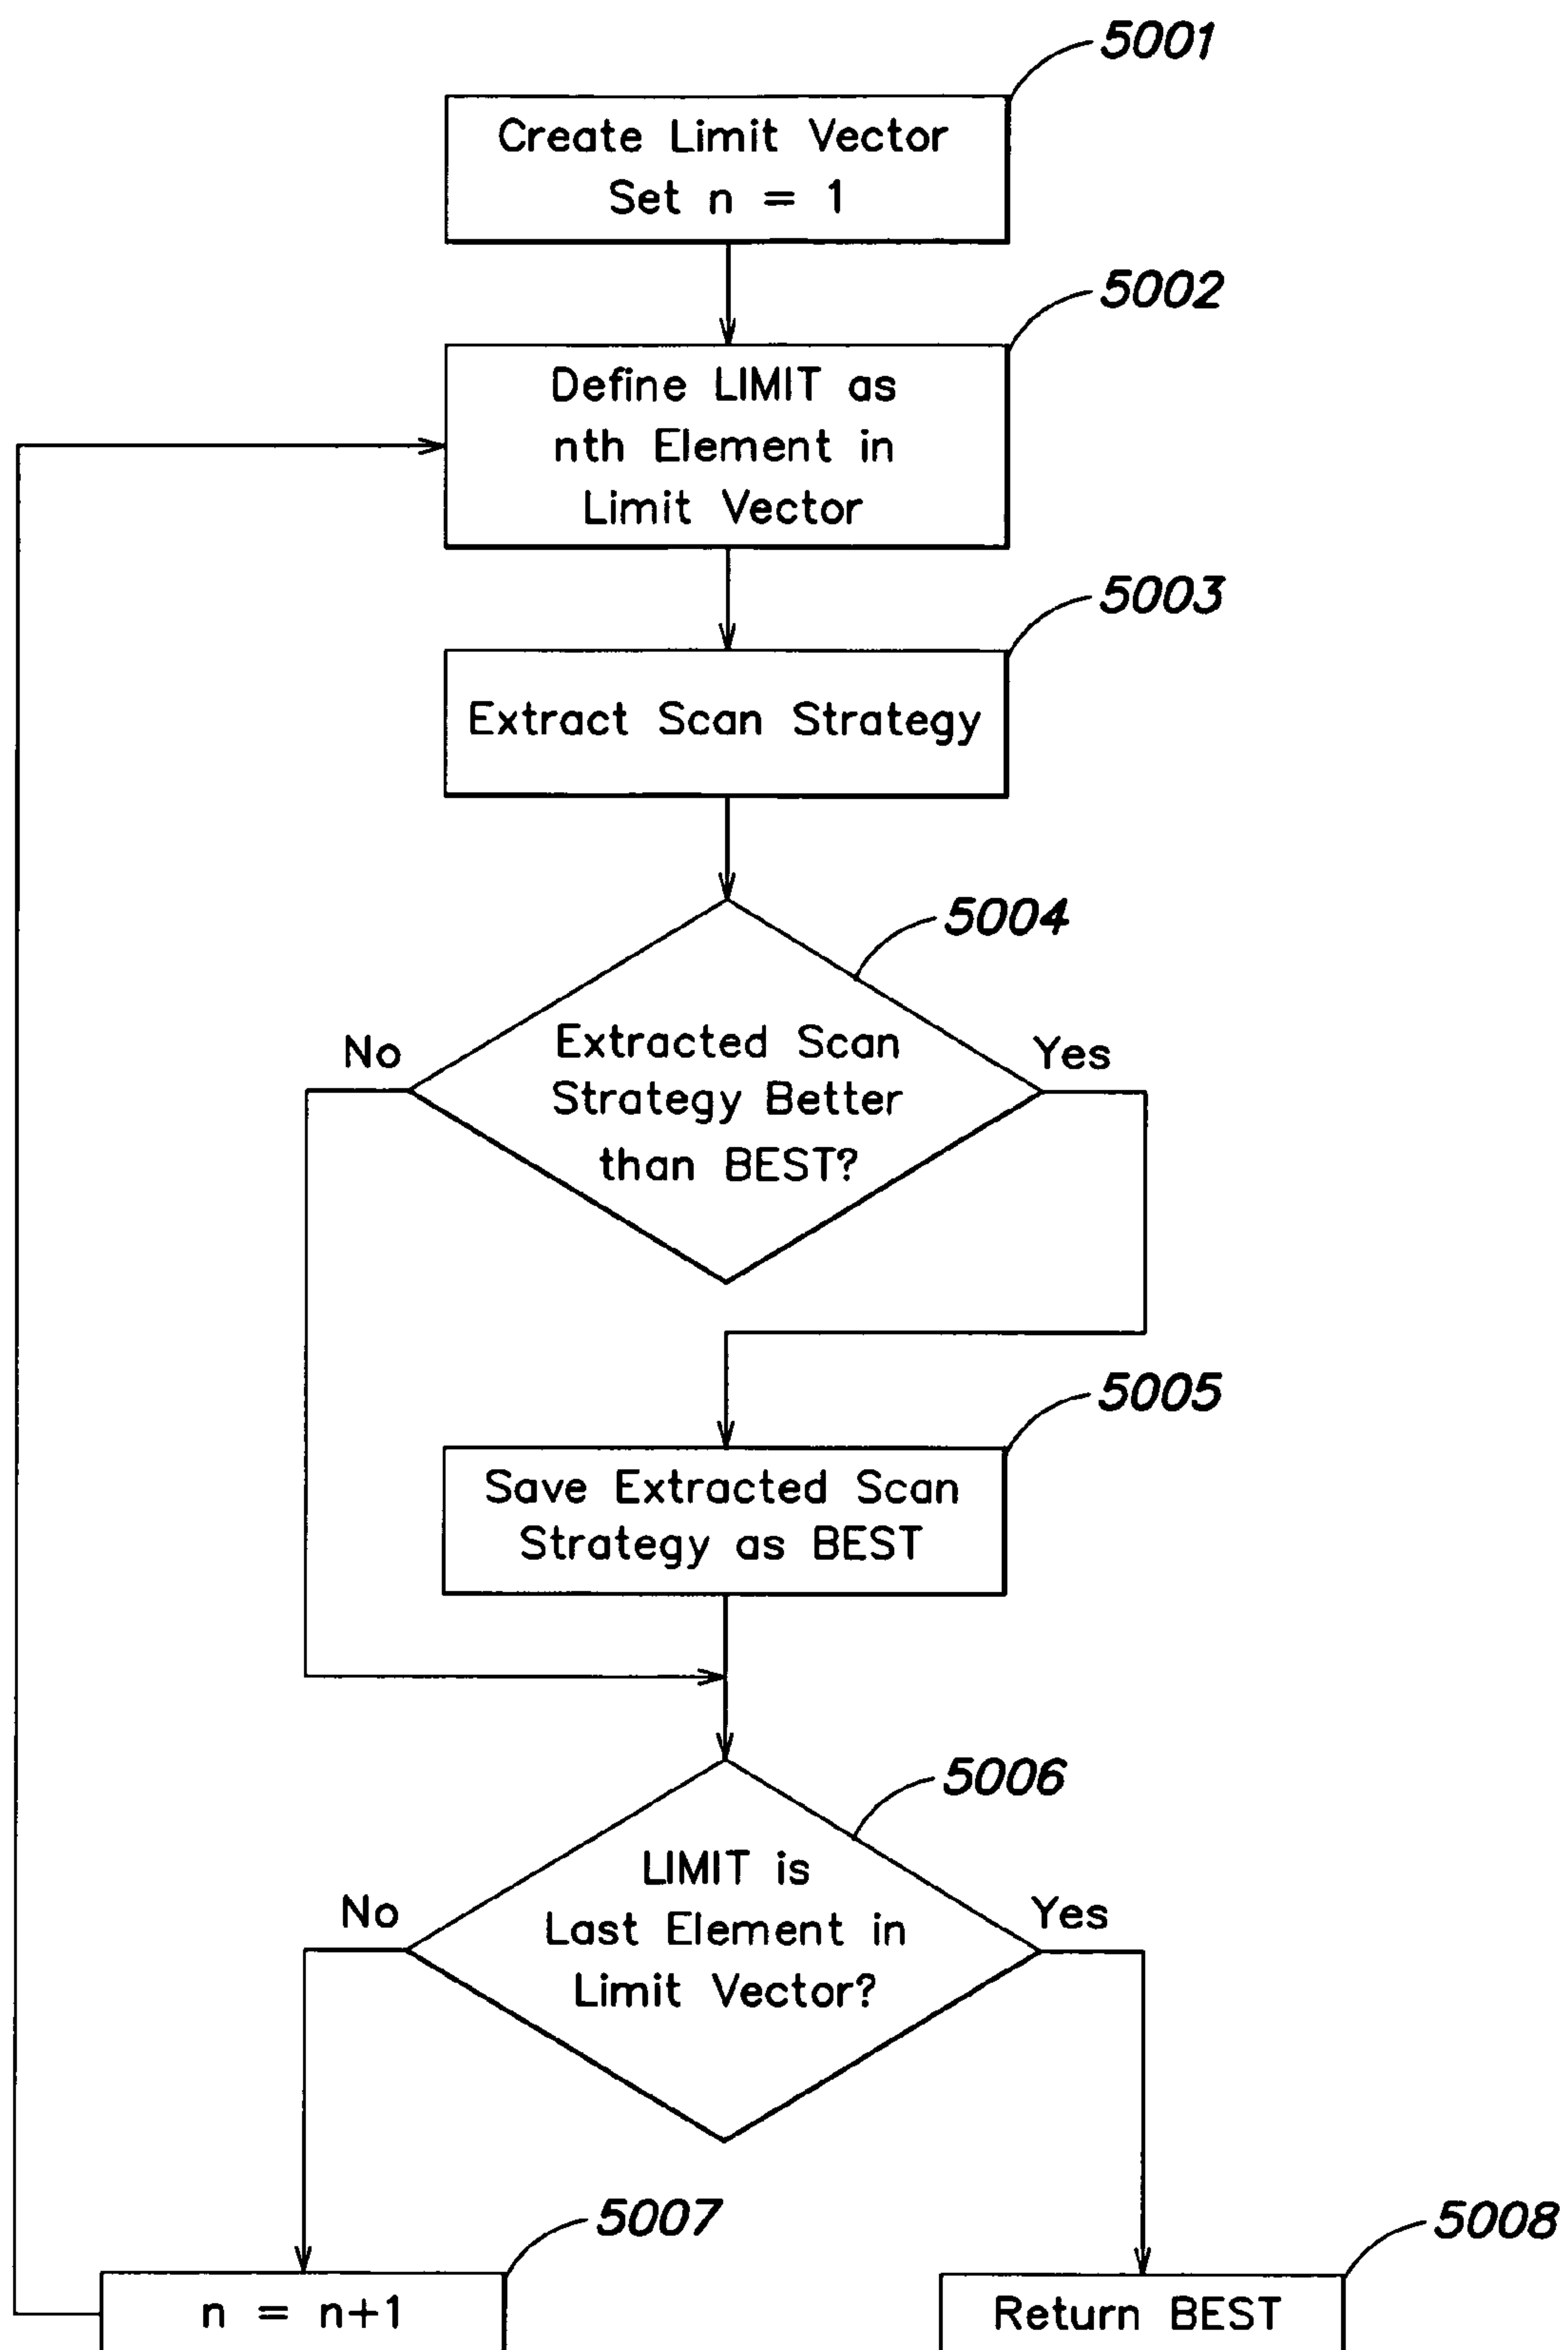 5001
Create Limit Vector
Set n = 1
5002
Define LIMIT as
nth Element in
Limit Vector
5003
Extract Scan Strategy
5004
No
Yes
Extracted Scan
Strategy Better
than BEST?
5005
Save Extracted Scan
Strategy as BEST
5006
No
Yes
LIMIT is
Last Element in
Limit Vector?
5007
n = n+1
5008
Return BEST